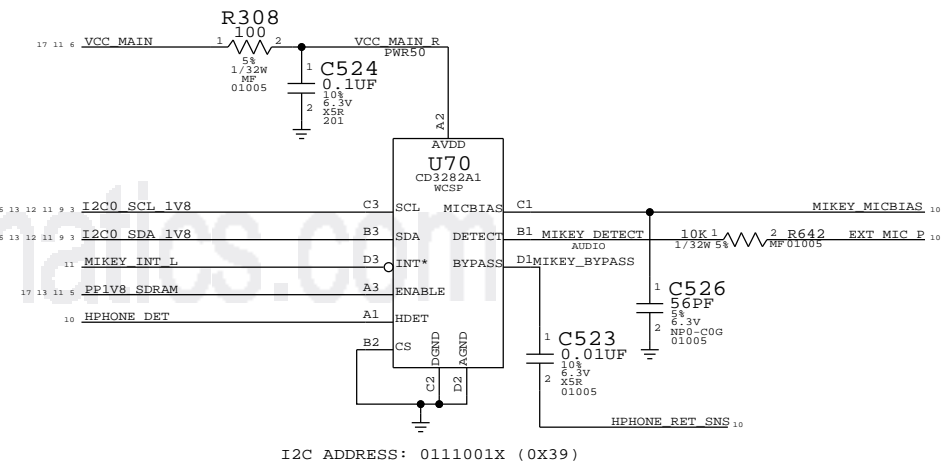 R308
100
17 11 6 VCC_MAIN 1 2 VCC_MAIN_R
PWR50
5%
1/32W
MF
01005
1 C524
0.1UF
10%
2 6.3V
X5R
201
A2
AVDD
U70
CD3282A1
WCSP
13 12 11 9 3 I2C0_SCL_1V8 C3 SCL MICBIAS C1 MIKEY_MICBIAS 10
13 12 11 9 3 I2C0_SDA_1V8 B3 SDA DETECT B1 MIKEY_DETECT 10K 1 2 R642 EXT_MIC_P 10
AUDIO 1/32W 5% MF 01005
11 MIKEY_INT_L D3 INT* BYPASS D1 MIKEY_BYPASS
17 13 11 5 PP1V8_SDRAM A3 ENABLE
10 HPHONE_DET A1 HDET
B2 CS DGND AGND
C2 D2
1 C526
56PF
5%
2 6.3V
NP0-C0G
01005
1 C523
0.01UF
10%
2 6.3V
X5R
01005
HPHONE_RET_SNS 10
matics.com
I2C ADDRESS: 0111001X (0X39)